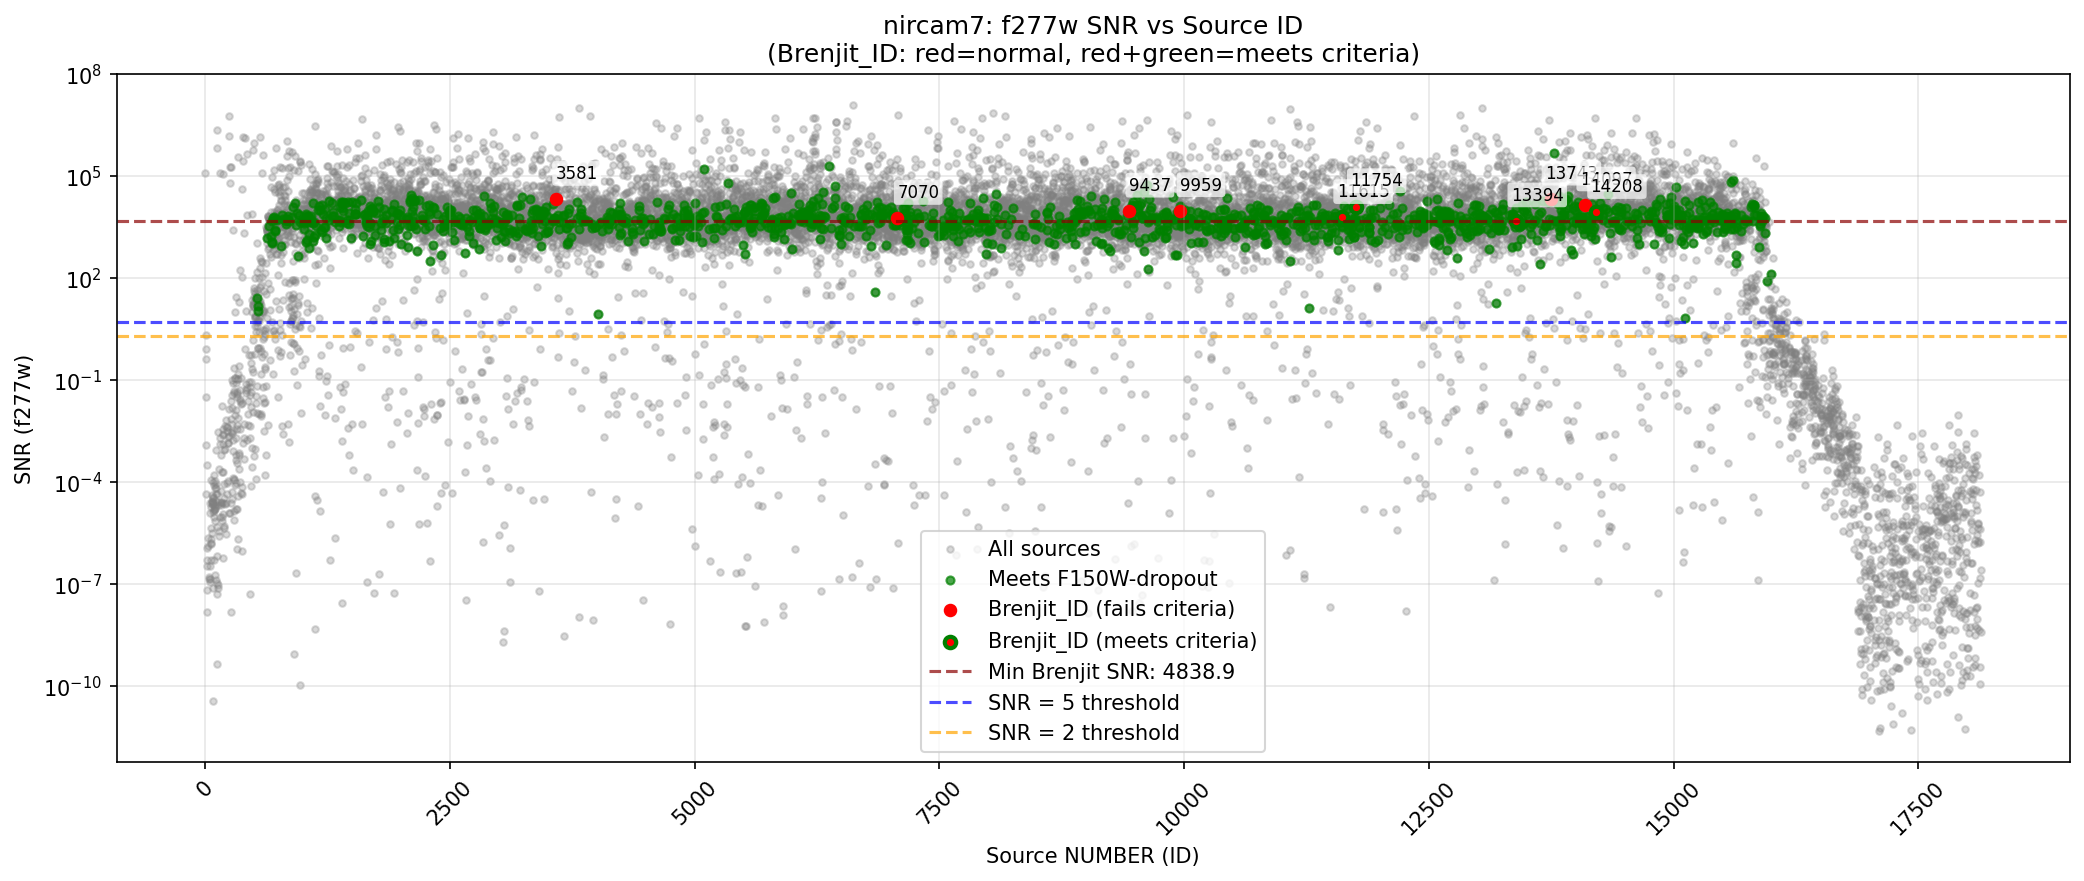 nircam7: f277w SNR vs Source ID
(Brenjit_ID: red=normal, red+green=meets criteria)
SNR (f277w)
10^8
10^5
10^2
10^−1
10^−4
10^−7
10^−10
3581
7070
9437
9959
11615
11754
13394
14208
All sources
Meets F150W-dropout
Brenjit_ID (fails criteria)
Brenjit_ID (meets criteria)
Min Brenjit SNR: 4838.9
SNR = 5 threshold
SNR = 2 threshold
0
2500
5000
7500
10000
12500
15000
17500
Source NUMBER (ID)